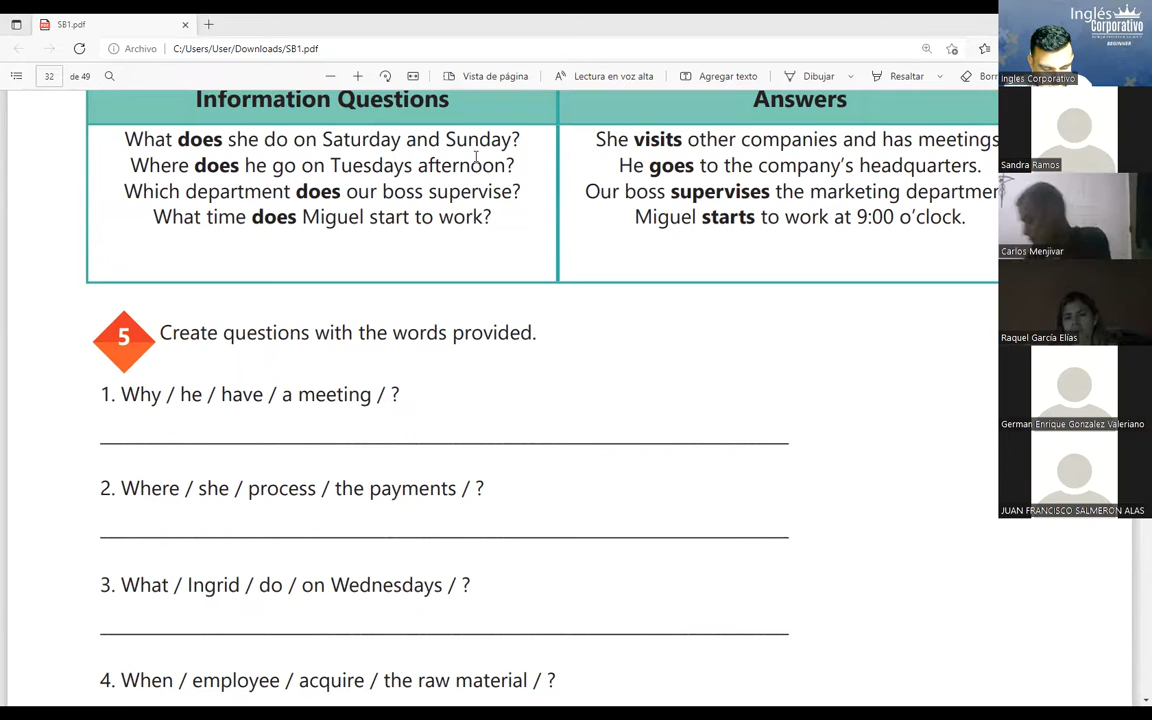 SB1.pdf
Archivo
C:/Users/User/Downloads/SB1.pdf
32
de 49
Vista de página
Lectura en voz alta
Agregar texto
Dibujar
Resaltar
Borr
Information Questions
Answers
What does she do on Saturday and Sunday?
She visits other companies and has meetings
Where does he go on Tuesdays afternoon?
He goes to the company's headquarters.
Which department does our boss supervise?
Our boss supervises the marketing departmen
What time does Miguel start to work?
Miguel starts to work at 9:00 o'clock.
5
Create questions with the words provided.
1. Why / he / have / a meeting / ?
2. Where / she / process / the payments / ?
3. What / Ingrid / do / on Wednesdays / ?
4. When / employee / acquire / the raw material / ?
Inglés
Corporativo
BEGINNER
Ingles Corporativo
Sandra Ramos
Carlos Menjivar
Raquel García Elías
German Enrique Gonzalez Valeriano
JUAN FRANCISCO SALMERON ALAS